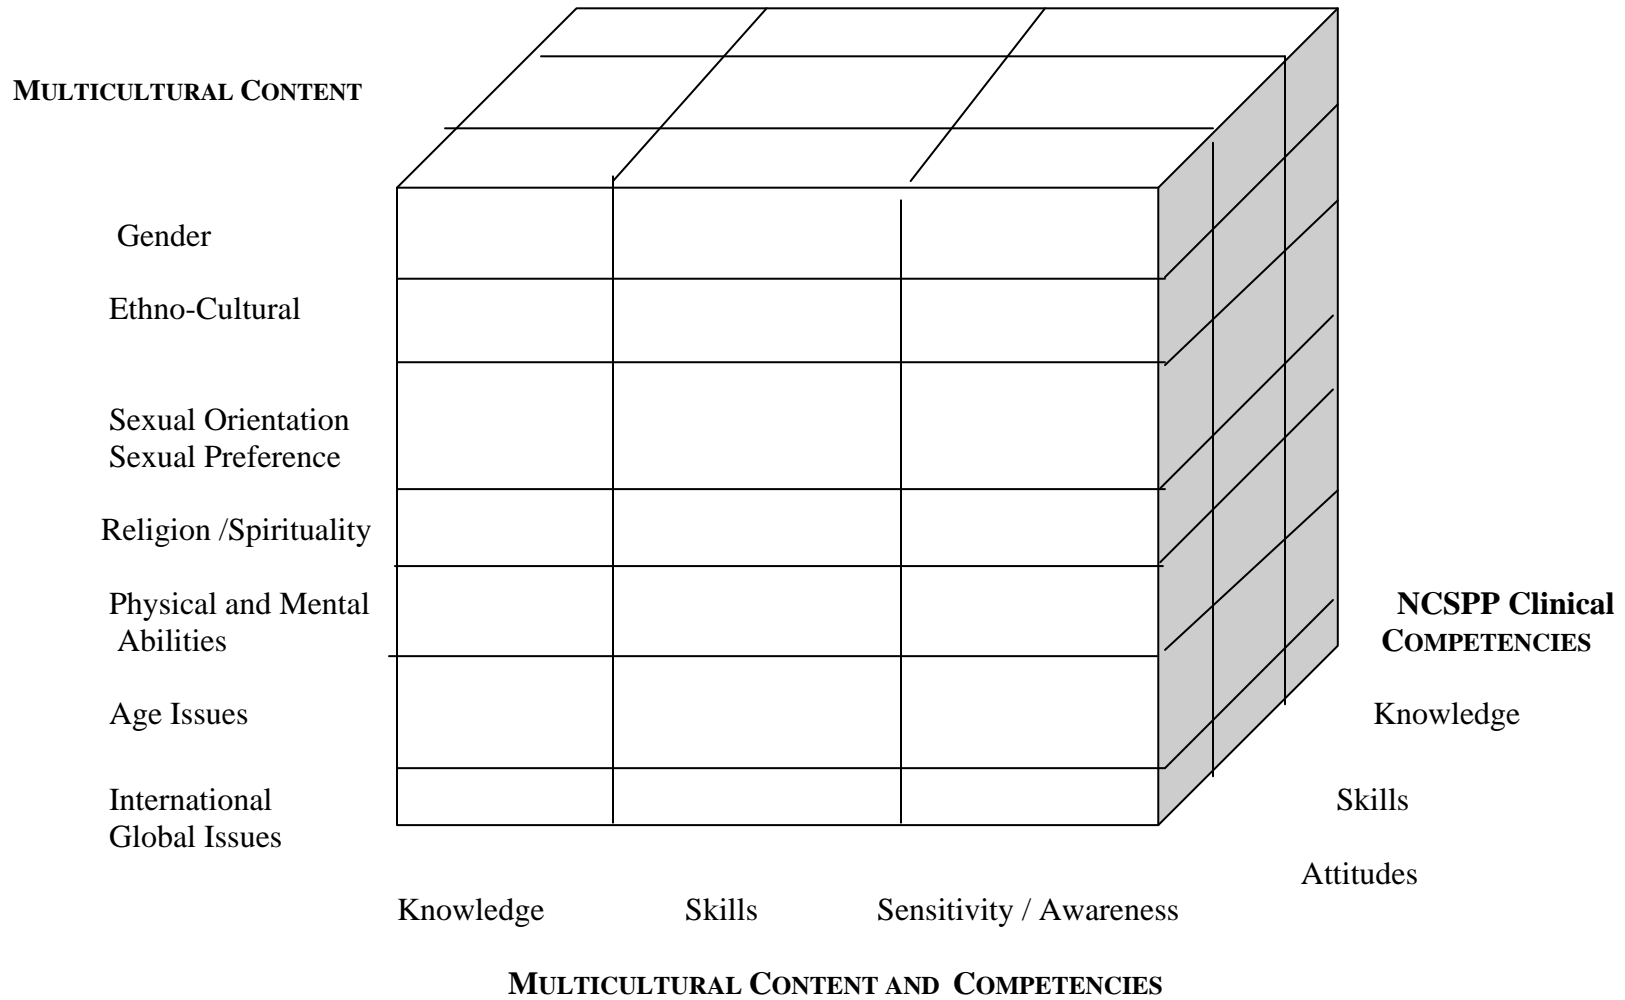 MULTICULTURAL CONTENT
Gender
Ethno-Cultural
Sexual Orientation
Sexual Preference
Religion /Spirituality
Physical and Mental
Abilities
Age Issues
International
Global Issues
NCSPP Clinical
COMPETENCIES
Knowledge
Skills
Attitudes
Knowledge Skills Sensitivity / Awareness
MULTICULTURAL CONTENT AND COMPETENCIES